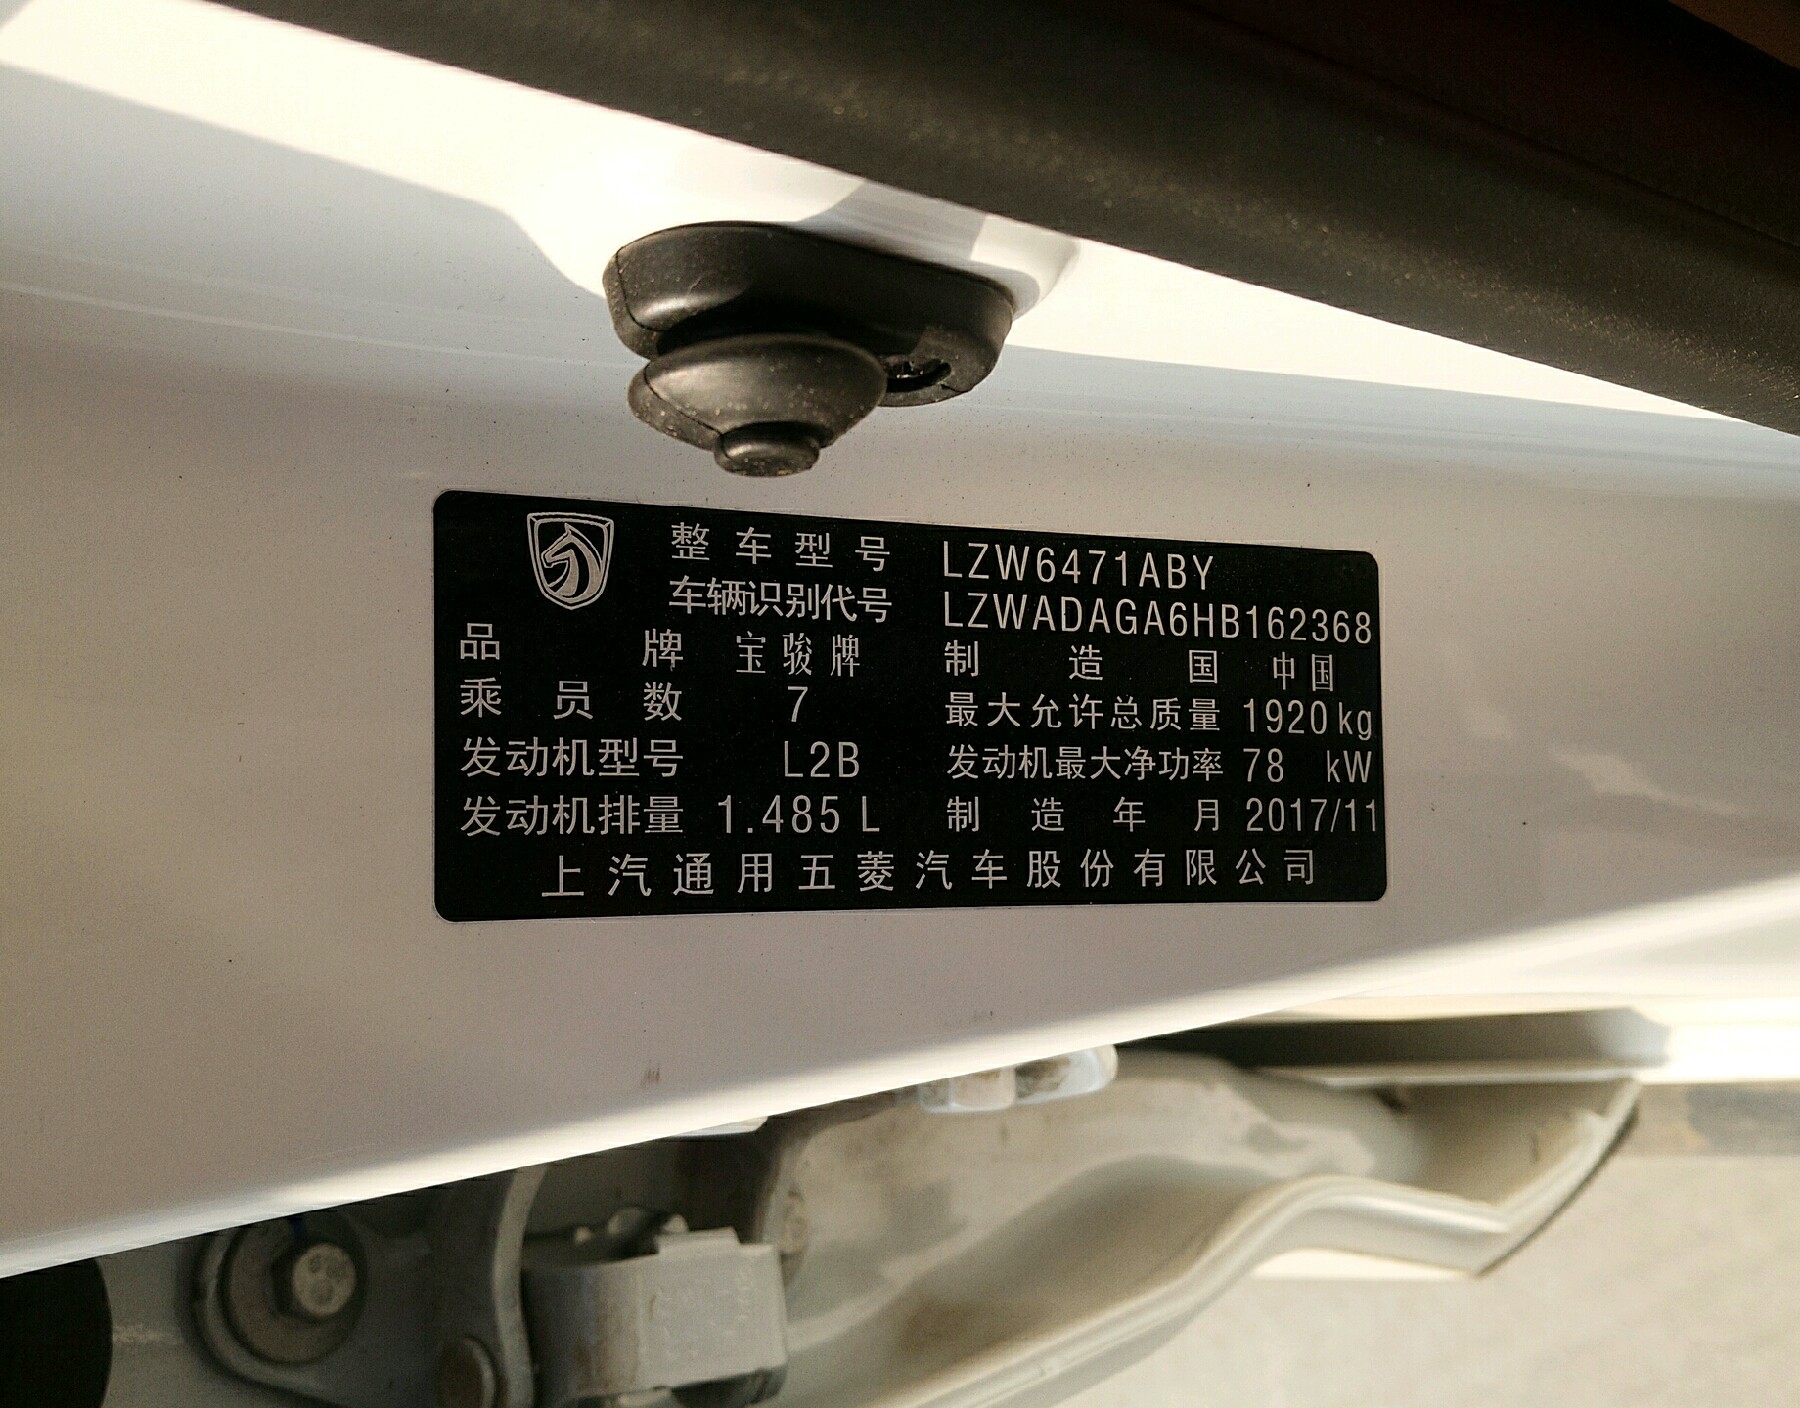 整车型号 LZW6471ABY
车辆识别代号 LZWADAGA6HB162368
品牌 宝骏牌 制造国 中国
乘员数 7 最大允许总质量 1920kg
发动机型号 L2B 发动机最大净功率 78 kW
发动机排量 1.485 L 制造年月 2017/11
上汽通用五菱汽车股份有限公司